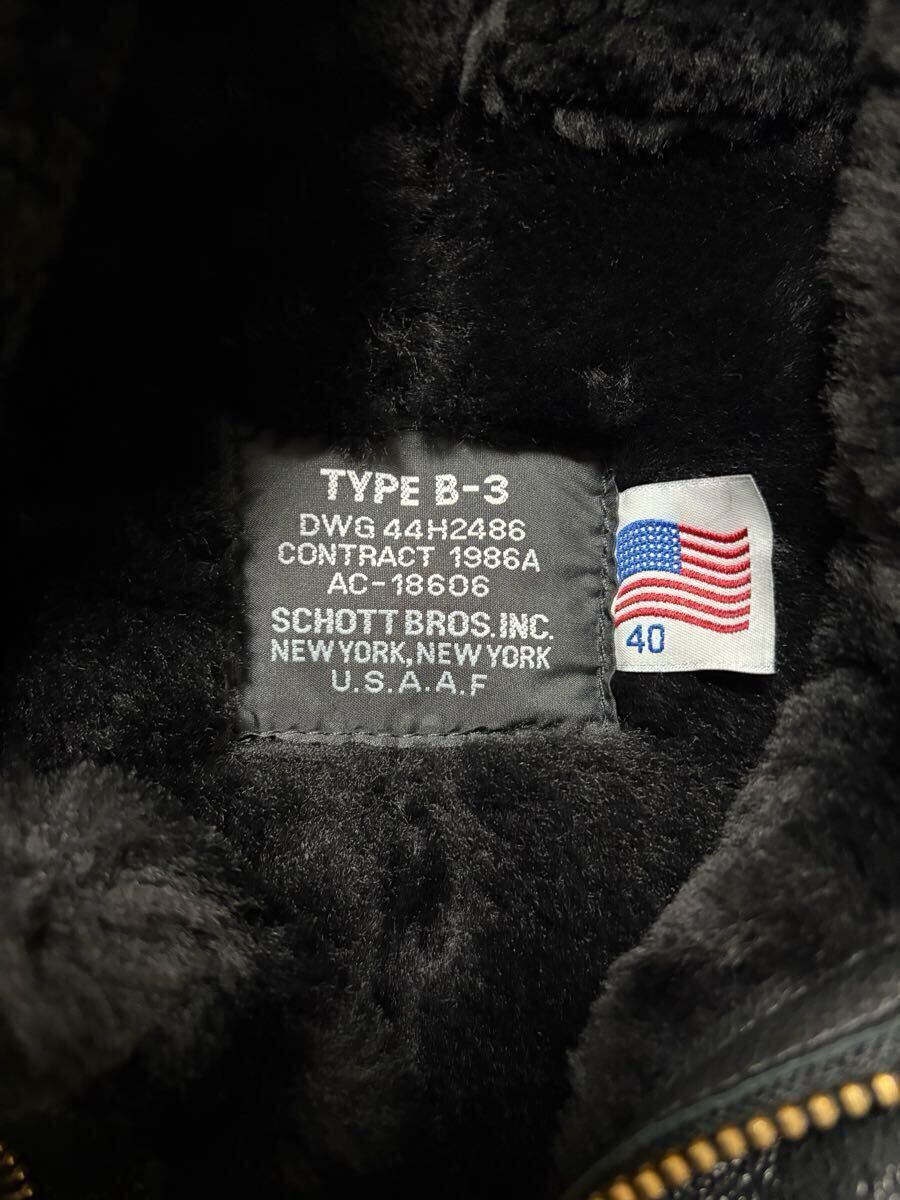 TYPE B-3
DWG 44H2486
CONTRACT 1986A
AC-18606
SCHOTT BROS. INC.
NEW YORK, NEW YORK
U.S.A.A.F
40